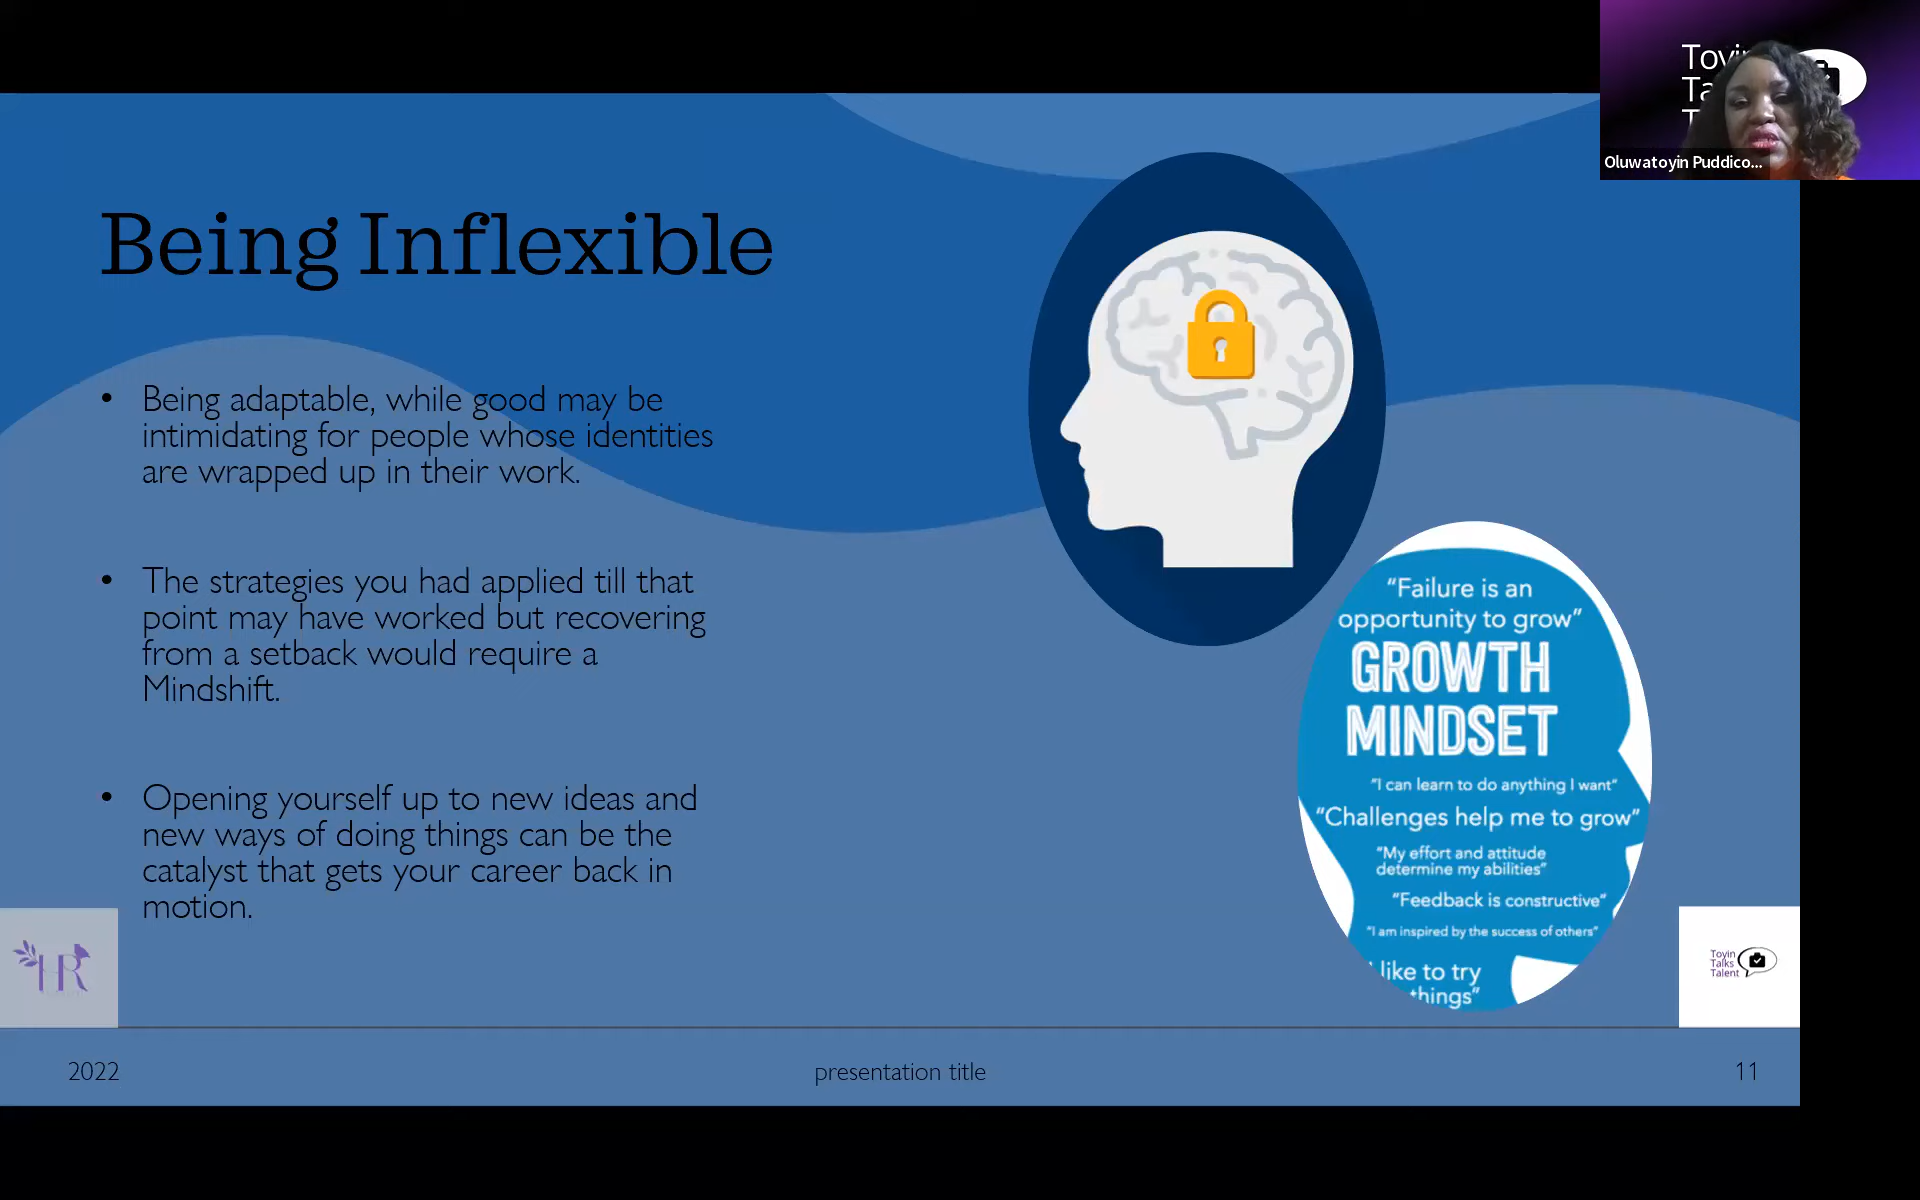 Being Inflexible
• Being adaptable, while good may be
intimidating for people whose identities
are wrapped up in their work.
• The strategies you had applied till that
point may have worked but recovering
from a setback would require a
Mindshift.
• Opening yourself up to new ideas and
new ways of doing things can be the
catalyst that gets your career back in
motion.
“Failure is an
opportunity to grow”
GROWTH
MINDSET
“I can learn to do anything I want”
“Challenges help me to grow”
“My effort and attitude
determine my abilities”
“Feedback is constructive”
“I am inspired by the success of others”
like to try
things”
HR
Toyin
Talks
Talent
2022
presentation title
11
Oluwatoyin Puddico...